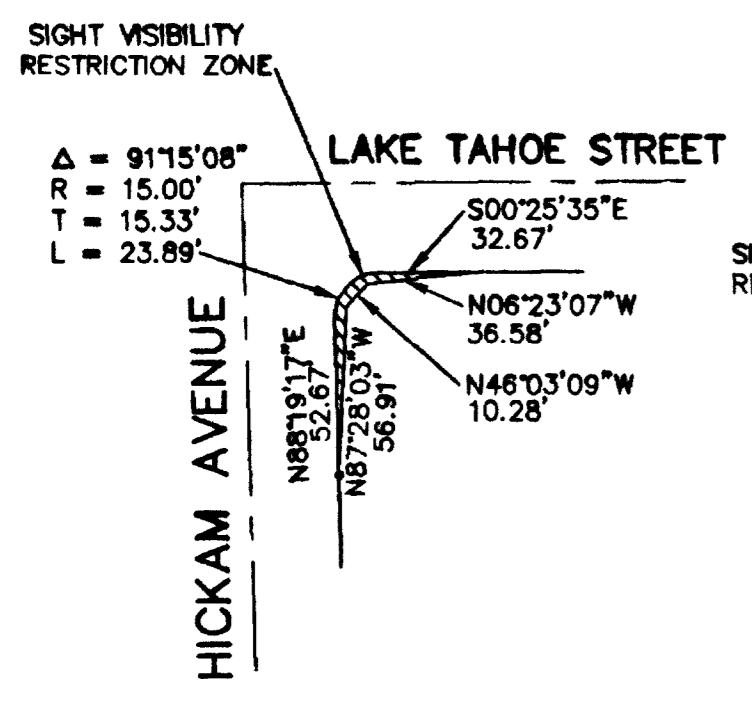 SIGHT VISIBILITY
RESTRICTION ZONE
LAKE TAHOE STREET
Δ = 91°15'08"
R = 15.00'
T = 15.33'
L = 23.89'
S00°25'35"E
32.67'
N06°23'07"W
36.58'
N46°03'09"W
10.28'
N88°19'17"E
52.67'
N87°28'03"W
56.91'
HICKAM AVENUE